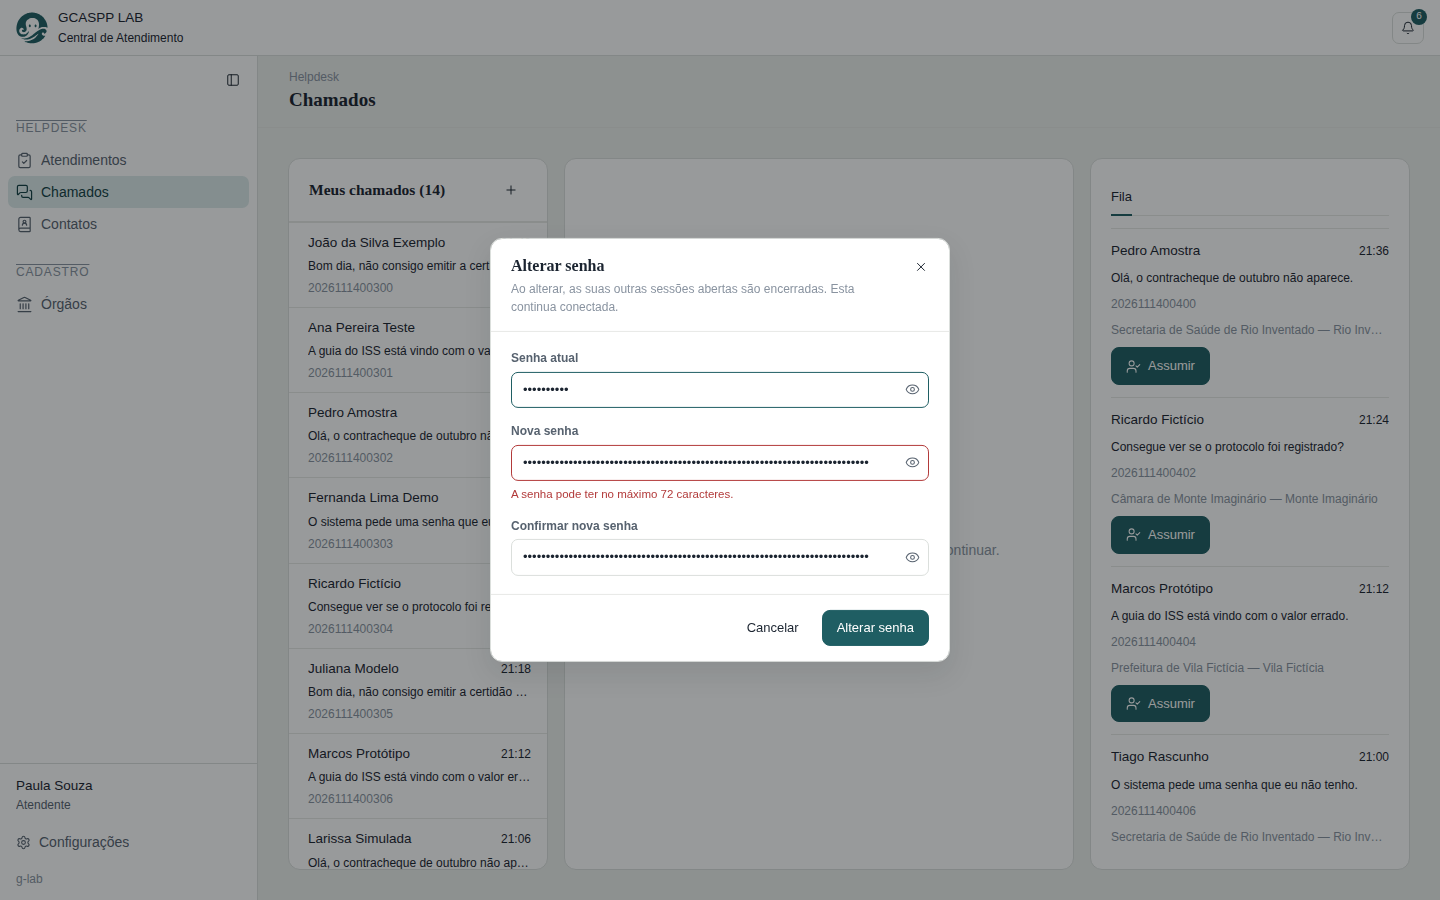 GCASPP LAB
Central de Atendimento
6
HELPDESK
Atendimentos
Chamados
Contatos
CADASTRO
Órgãos
Paula Souza
Atendente
Configurações
g-lab
Helpdesk
Chamados
Meus chamados (14)
João da Silva Exemplo
Bom dia, não consigo emitir a cert
2026111400300
Ana Pereira Teste
A guia do ISS está vindo com o va
2026111400301
Pedro Amostra
Olá, o contracheque de outubro nã
2026111400302
Fernanda Lima Demo
O sistema pede uma senha que eu
2026111400303
Ricardo Fictício
Consegue ver se o protocolo foi re
2026111400304
Juliana Modelo 21:18
Bom dia, não consigo emitir a certidão …
2026111400305
Marcos Protótipo 21:12
A guia do ISS está vindo com o valor er…
2026111400306
Larissa Simulada 21:06
Olá, o contracheque de outubro não ap…
Alterar senha
Ao alterar, as suas outras sessões abertas são encerradas. Esta
continua conectada.
Senha atual
••••••••••
Nova senha
A senha pode ter no máximo 72 caracteres.
Confirmar nova senha
Cancelar
Alterar senha
ontinuar.
Fila
Pedro Amostra 21:36
Olá, o contracheque de outubro não aparece.
2026111400400
Secretaria de Saúde de Rio Inventado — Rio Inv…
Assumir
Ricardo Fictício 21:24
Consegue ver se o protocolo foi registrado?
2026111400402
Câmara de Monte Imaginário — Monte Imaginário
Assumir
Marcos Protótipo 21:12
A guia do ISS está vindo com o valor errado.
2026111400404
Prefeitura de Vila Fictícia — Vila Fictícia
Assumir
Tiago Rascunho 21:00
O sistema pede uma senha que eu não tenho.
2026111400406
Secretaria de Saúde de Rio Inventado — Rio Inv…